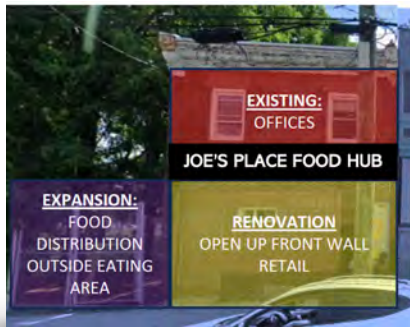 EXISTING:
OFFICES
JOE'S PLACE FOOD HUB
EXPANSION:
FOOD
DISTRIBUTION
OUTSIDE EATING
AREA
RENOVATION
OPEN UP FRONT WALL
RETAIL